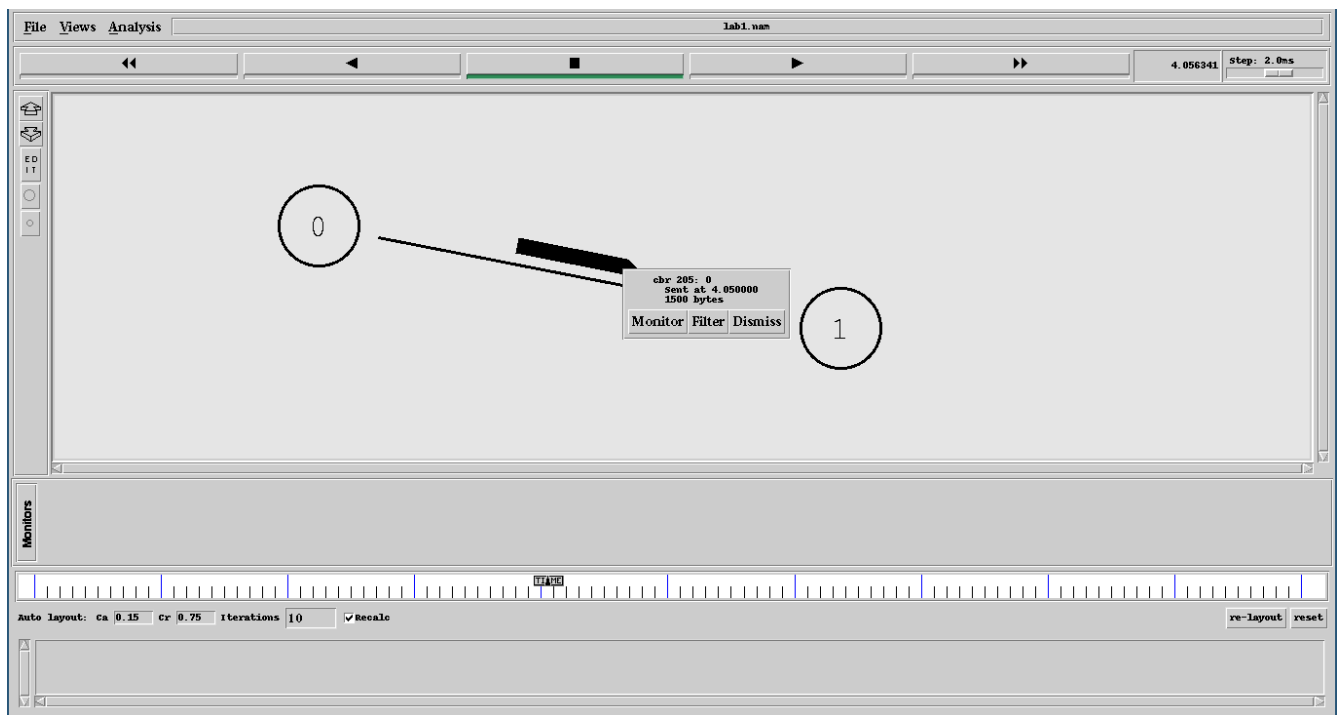 File Views Analysis lab1.nam
4.056341 Step: 2.0ms
ED
IT
0
cbr 205: 0
Sent at 4.050000
1500 bytes
Monitor Filter Dismiss
1
Monitors
TIME
Auto layout: Ca 0.15 Cr 0.75 Iterations 10 Recalc re-layout reset